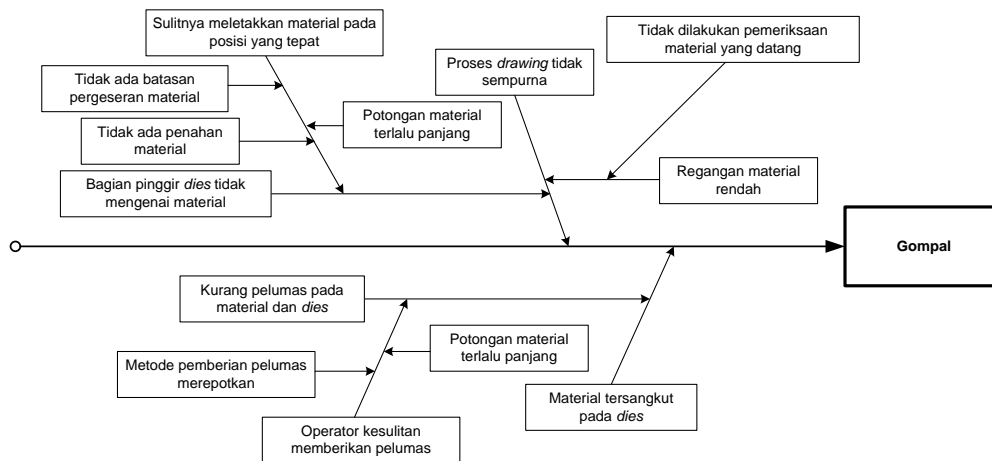 Sulitnya meletakkan material pada
posisi yang tepat
Tidak dilakukan pemeriksaan
material yang datang
Proses drawing tidak
sempurna
Tidak ada batasan
pergeseran material
Potongan material
terlalu panjang
Tidak ada penahan
material
Regangan material
rendah
Bagian pinggir dies tidak
mengenai material
Gompal
Kurang pelumas pada
material dan dies
Potongan material
terlalu panjang
Metode pemberian pelumas
merepotkan
Material tersangkut
pada dies
Operator kesulitan
memberikan pelumas